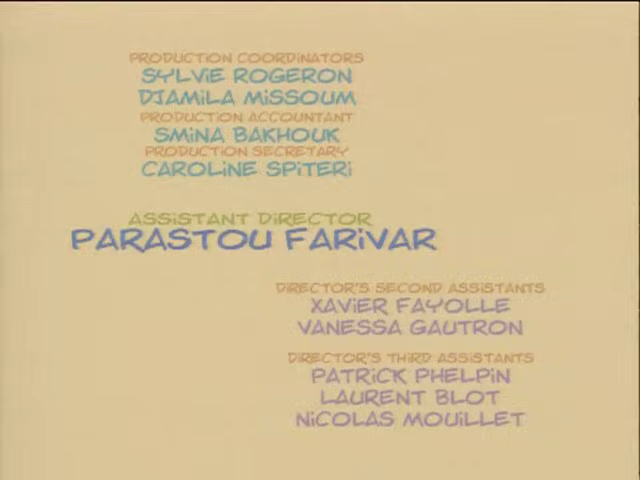 PRODUCTION COORDINATORS
SYLViE ROGERON
DJAMiLA MiSSOUM
PRODUCTION ACCOUNTANT
SMiNA BAKHOUK
PRODUCTION SECRETARY
CAROLiNE SPiTERi
ASSiSTANT DiRECTOR
PARASTOU FARiVAR
DiRECTOR'S SECOND ASSiSTANTS
XAViER FAYOLLE
VANESSA GAUTRON
DiRECTOR'S THiRD ASSiSTANTS
PATRiCK PHELPiN
LAURENT BLOT
NiCOLAS MOUiLLET